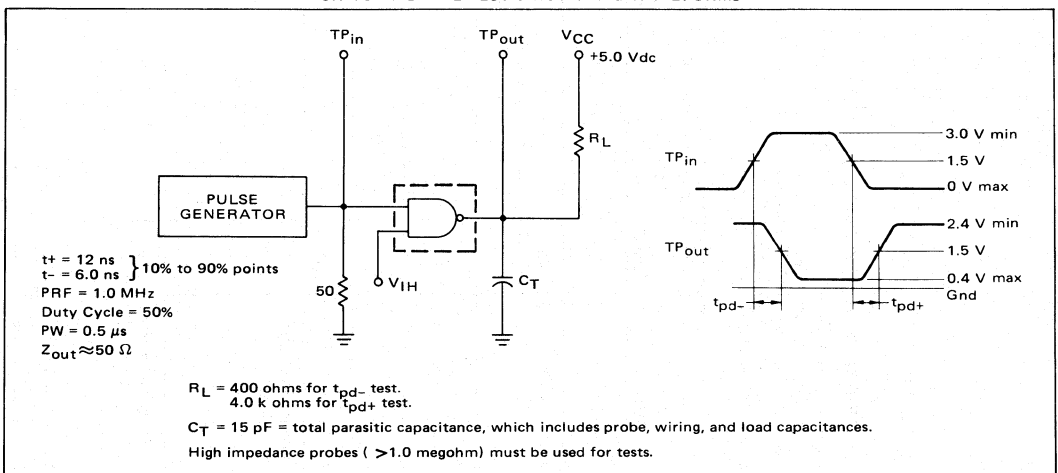 TPin
TPout
VCC
+5.0 Vdc
RL
PULSE
GENERATOR
50
VIH
CT
t+ = 12 ns
t– = 6.0 ns
} 10% to 90% points
PRF = 1.0 MHz
Duty Cycle = 50%
PW = 0.5 μs
Zout ≈ 50 Ω
TPin
3.0 V min
1.5 V
0 V max
TPout
2.4 V min
1.5 V
0.4 V max
Gnd
tpd–
tpd+
RL = 400 ohms for tpd– test.
4.0 k ohms for tpd+ test.
CT = 15 pF = total parasitic capacitance, which includes probe, wiring, and load capacitances.
High impedance probes ( >1.0 megohm) must be used for tests.